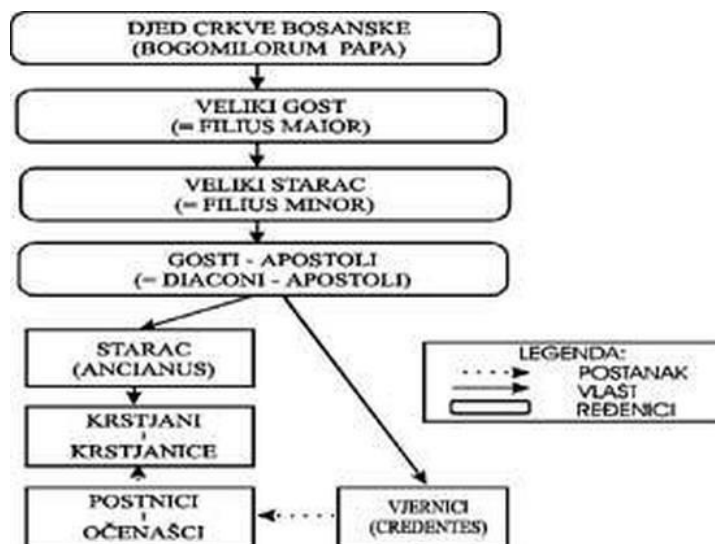 DJED CRKVE BOSANSKE
(BOGOMILORUM PAPA)
VELIKI GOST
(= FILIUS MAIOR)
VELIKI STARAC
(= FILIUS MINOR)
GOSTI - APOSTOLI
(= DIACONI - APOSTOLI)
STARAC
(ANCIANUS)
KRSTJANI
I
KRSTJANICE
POSTNICI
I
OČENAŠCI
VJERNICI
(CREDENTES)
LEGENDA:
POSTANAK
VLAŠT
REĐENICI